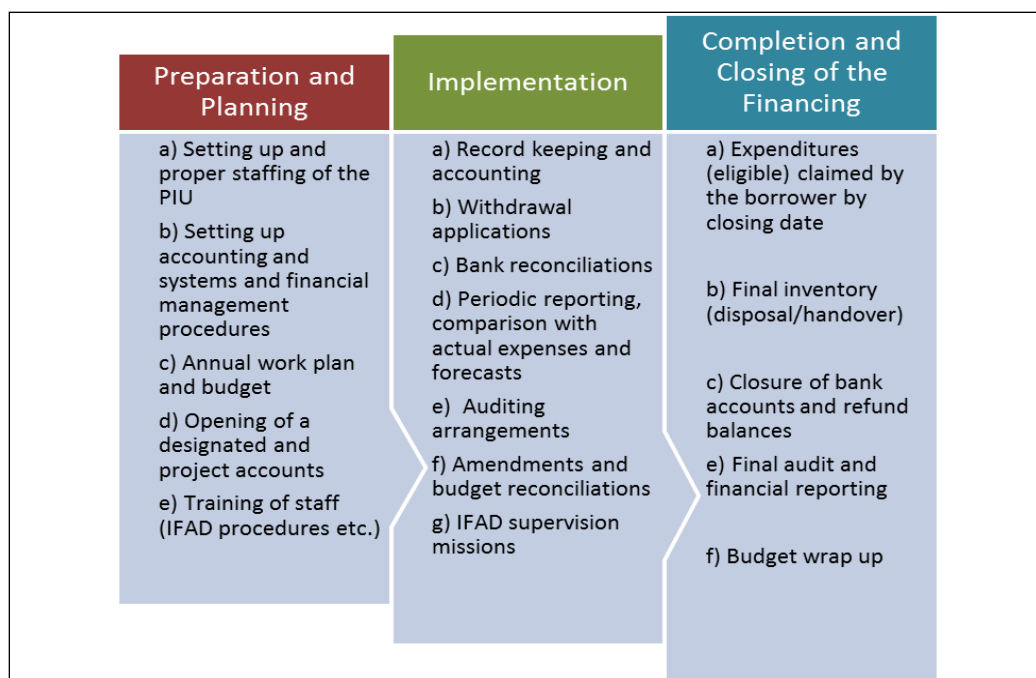 Preparation and
Planning
a) Setting up and
proper staffing of the
PIU
b) Setting up
accounting and
systems and financial
management
procedures
c) Annual work plan
and budget
d) Opening of a
designated and
project accounts
e) Training of staff
(IFAD procedures etc.)
Implementation
a) Record keeping and
accounting
b) Withdrawal
applications
c) Bank reconciliations
d) Periodic reporting,
comparison with
actual expenses and
forecasts
e)  Auditing
arrangements
f) Amendments and
budget reconciliations
g) IFAD supervision
missions
Completion and
Closing of the
Financing
a) Expenditures
(eligible) claimed by
the borrower by
closing date
b) Final inventory
(disposal/handover)
c) Closure of bank
accounts and refund
balances
e) Final audit and
financial reporting
f) Budget wrap up